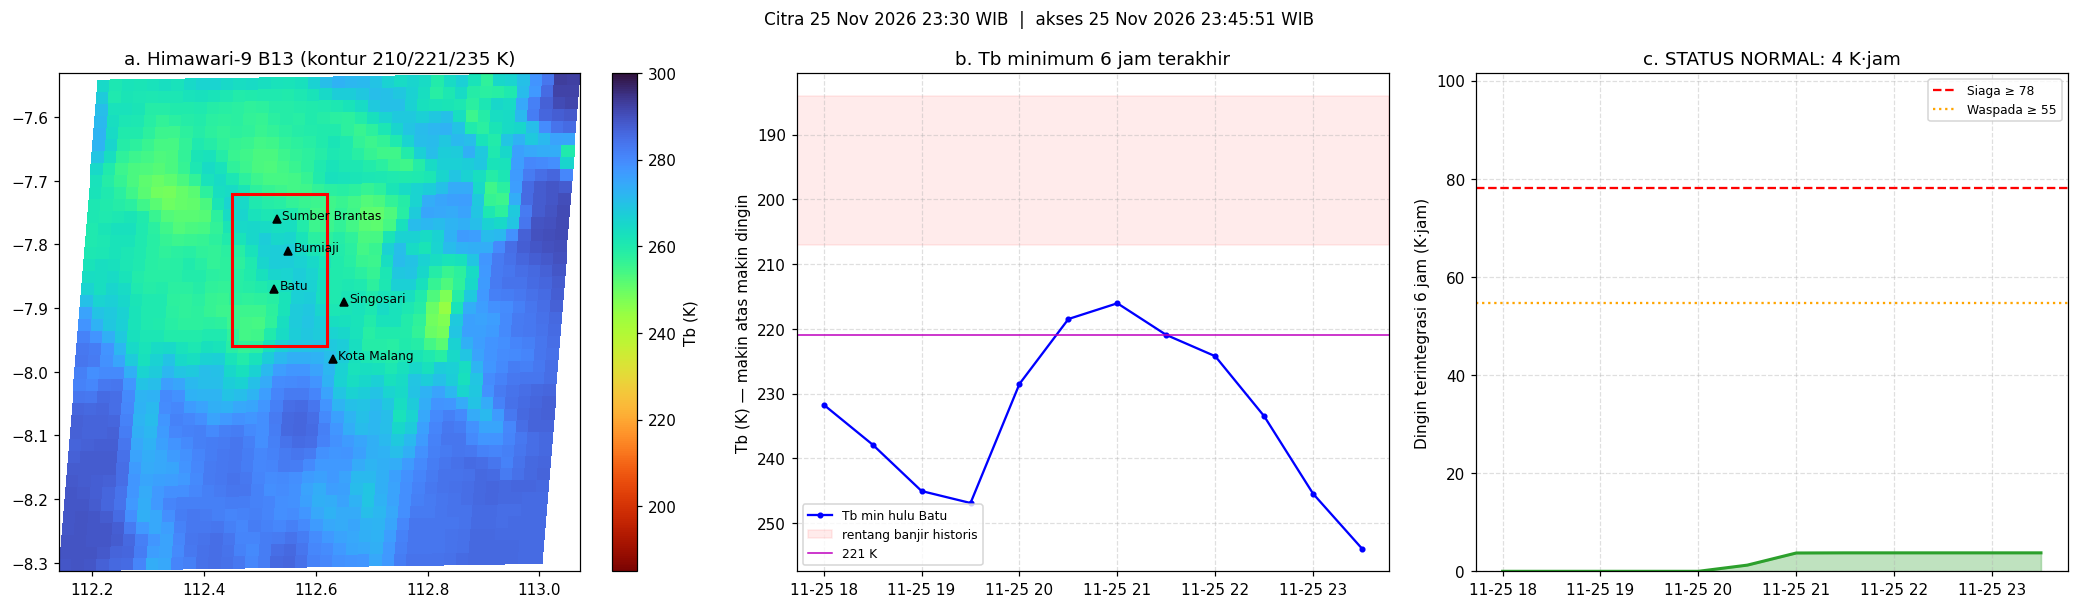 Citra 25 Nov 2026 23:30 WIB | akses 25 Nov 2026 23:45:51 WIB
a. Himawari-9 B13 (kontur 210/221/235 K)
−7.6
−7.7
−7.8
−7.9
−8.0
−8.1
−8.2
−8.3
112.2
112.4
112.6
112.8
113.0
Sumber Brantas
Bumiaji
Batu
Singosari
Kota Malang
300
280
260
240
220
200
Tb (K)
b. Tb minimum 6 jam terakhir
Tb (K) — makin atas makin dingin
190
200
210
220
230
240
250
Tb min hulu Batu
rentang banjir historis
221 K
11-25 18
11-25 19
11-25 20
11-25 21
11-25 22
11-25 23
c. STATUS NORMAL: 4 K·jam
Dingin terintegrasi 6 jam (K·jam)
100
80
60
40
20
0
Siaga ≥ 78
Waspada ≥ 55
11-25 18
11-25 19
11-25 20
11-25 21
11-25 22
11-25 23